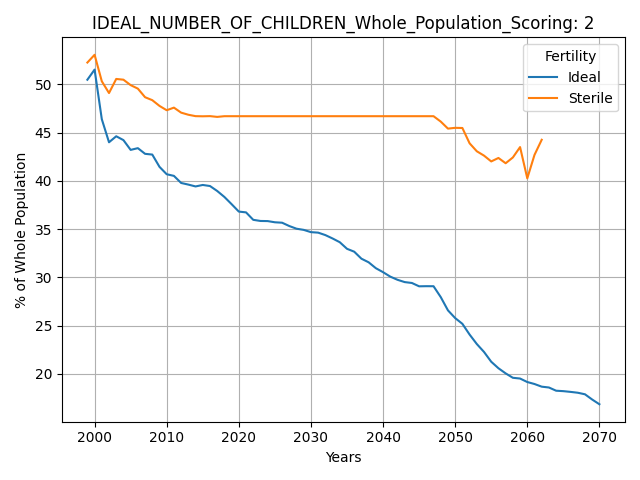 IDEAL_NUMBER_OF_CHILDREN_Whole_Population_Scoring: 2
Fertility
Ideal
Sterile
% of Whole Population
50
45
40
35
30
25
20
2000 2010 2020 2030 2040 2050 2060 2070
Years